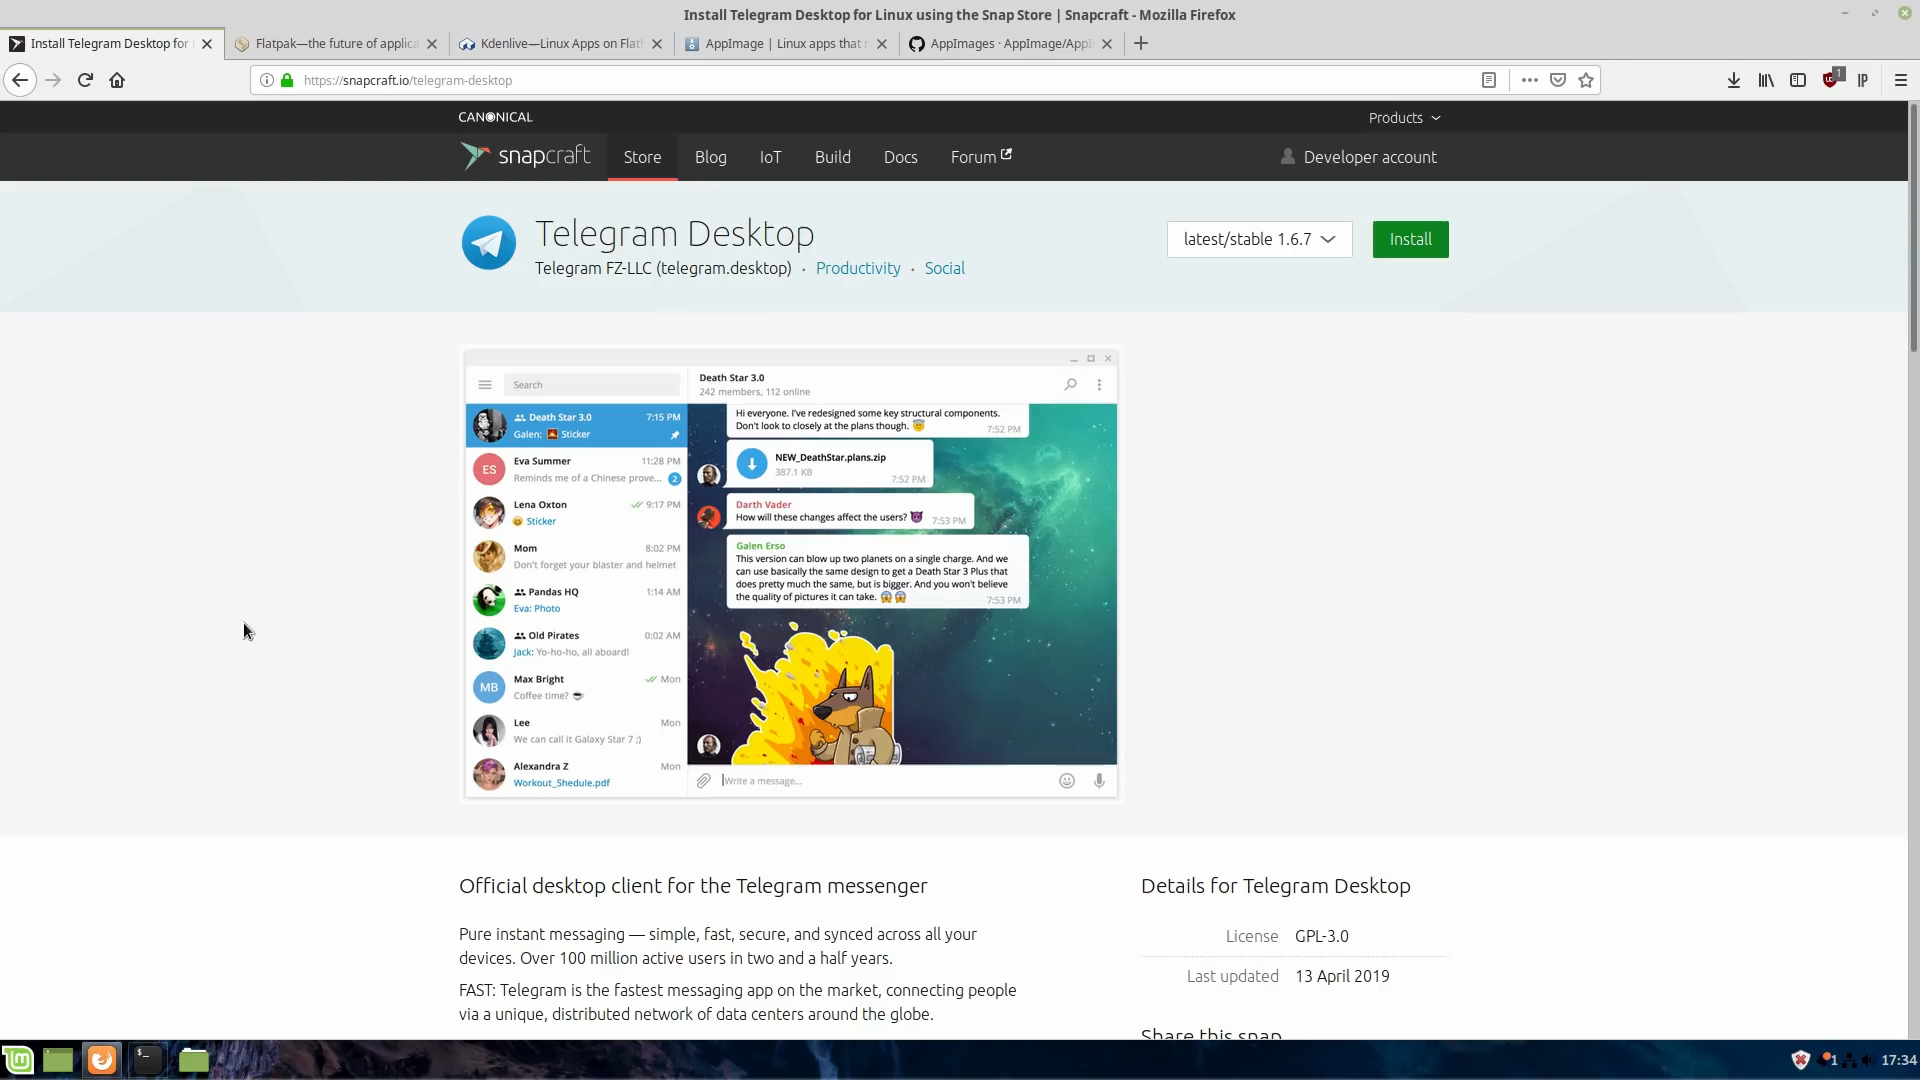 Install Telegram Desktop for Linux using the Snap Store | Snapcraft - Mozilla Firefox
Install Telegram Desktop for
Flatpak—the future of applica
Kdenlive—Linux Apps on Flat
AppImage | Linux apps that r
AppImages · AppImage/AppI
https://snapcraft.io/telegram-desktop
1
CANONICAL
Products
snapcraft
Store
Blog
IoT
Build
Docs
Forum
Developer account
Telegram Desktop
Telegram FZ-LLC (telegram.desktop) · Productivity · Social
latest/stable 1.6.7
Install
Search
Death Star 3.0
242 members, 112 online
Death Star 3.0 7:15 PM
Galen: Sticker
Eva Summer 11:28 PM
Reminds me of a Chinese prove... 2
Lena Oxton 9:17 PM
Sticker
Mom 8:02 PM
Don't forget your blaster and helmet
Pandas HQ 1:14 AM
Eva: Photo
Old Pirates 0:02 AM
Jack: Yo-ho-ho, all aboard!
Max Bright Mon
Coffee time?
Lee Mon
We can call it Galaxy Star 7 ;)
Alexandra Z Mon
Workout_Shedule.pdf
ES
MB
Hi everyone. I've redesigned some key structural components.
Don't look to closely at the plans though. 7:52 PM
NEW_DeathStar.plans.zip
387.1 KB
7:52 PM
Darth Vader
How will these changes affect the users? 7:53 PM
Galen Erso
This version can blow up two planets on a single charge. And we
can use basically the same design to get a Death Star 3 Plus that
does pretty much the same, but is bigger. And you won't believe
the quality of pictures it can take. 7:53 PM
Write a message...
Official desktop client for the Telegram messenger
Pure instant messaging — simple, fast, secure, and synced across all your
devices. Over 100 million active users in two and a half years.
FAST: Telegram is the fastest messaging app on the market, connecting people
via a unique, distributed network of data centers around the globe.
Details for Telegram Desktop
License GPL-3.0
Last updated 13 April 2019
Share this snap
1
17:34